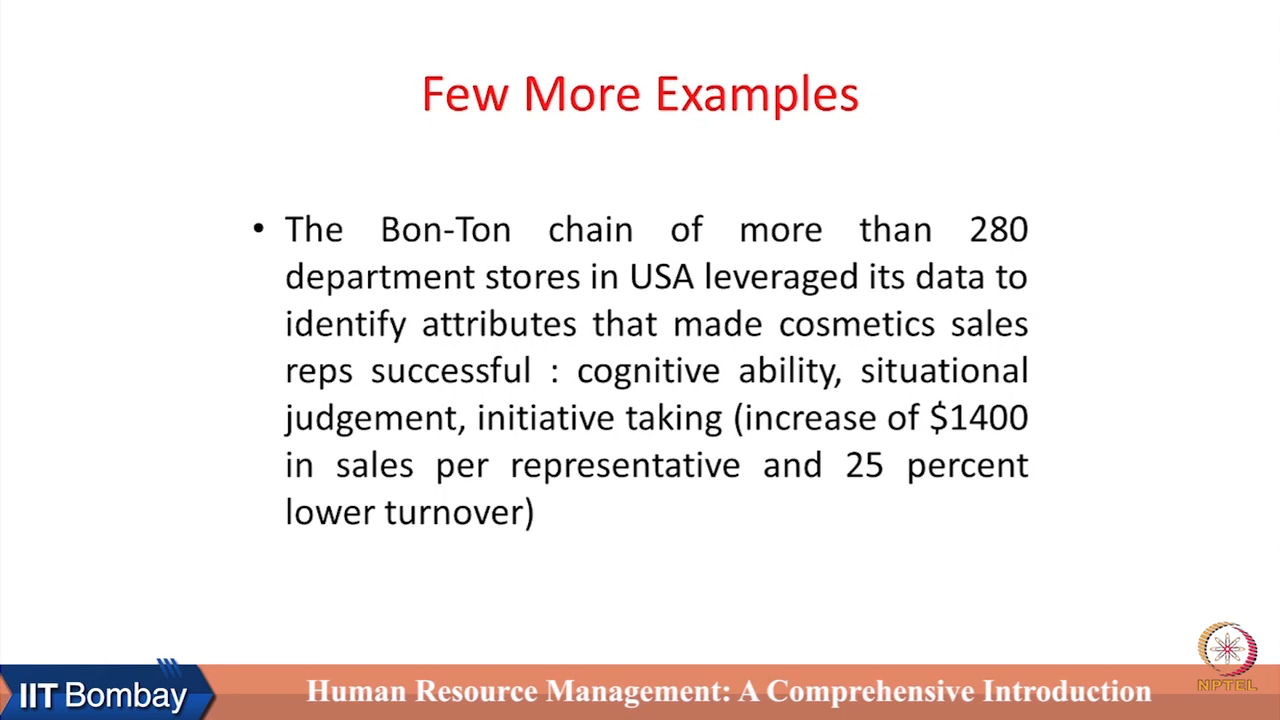 Few More Examples
• The Bon-Ton chain of more than 280
department stores in USA leveraged its data to
identify attributes that made cosmetics sales
reps successful : cognitive ability, situational
judgement, initiative taking (increase of $1400
in sales per representative and 25 percent
lower turnover)
NPTEL
IIT Bombay
Human Resource Management: A Comprehensive Introduction